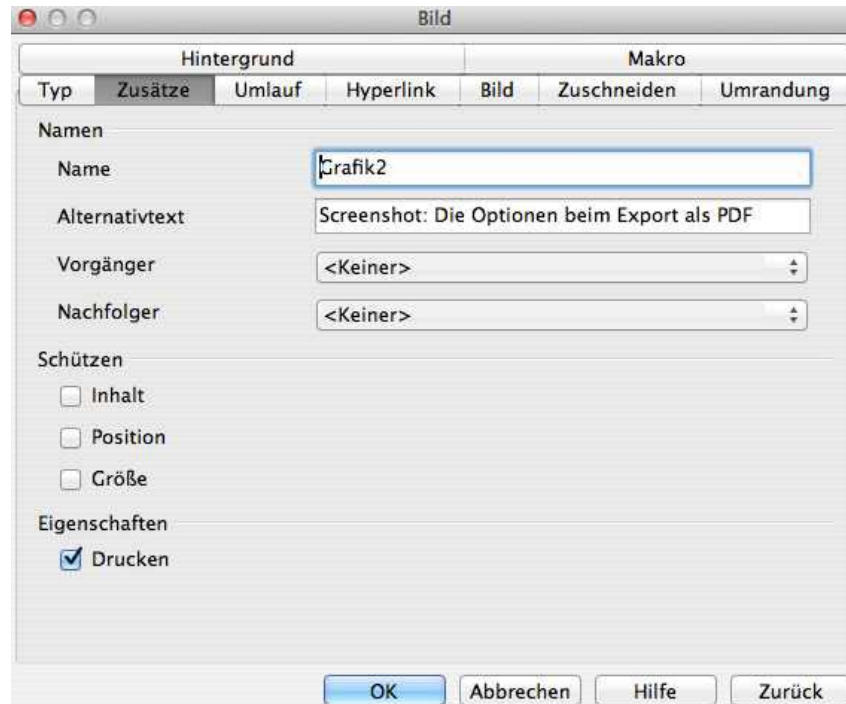 Bild
Hintergrund Makro
Typ Zusätze Umlauf Hyperlink Bild Zuschneiden Umrandung
Namen
Name Grafik2
Alternativtext Screenshot: Die Optionen beim Export als PDF
Vorgänger <Keiner>
Nachfolger <Keiner>
Schützen
Inhalt
Position
Größe
Eigenschaften
Drucken
OK Abbrechen Hilfe Zurück